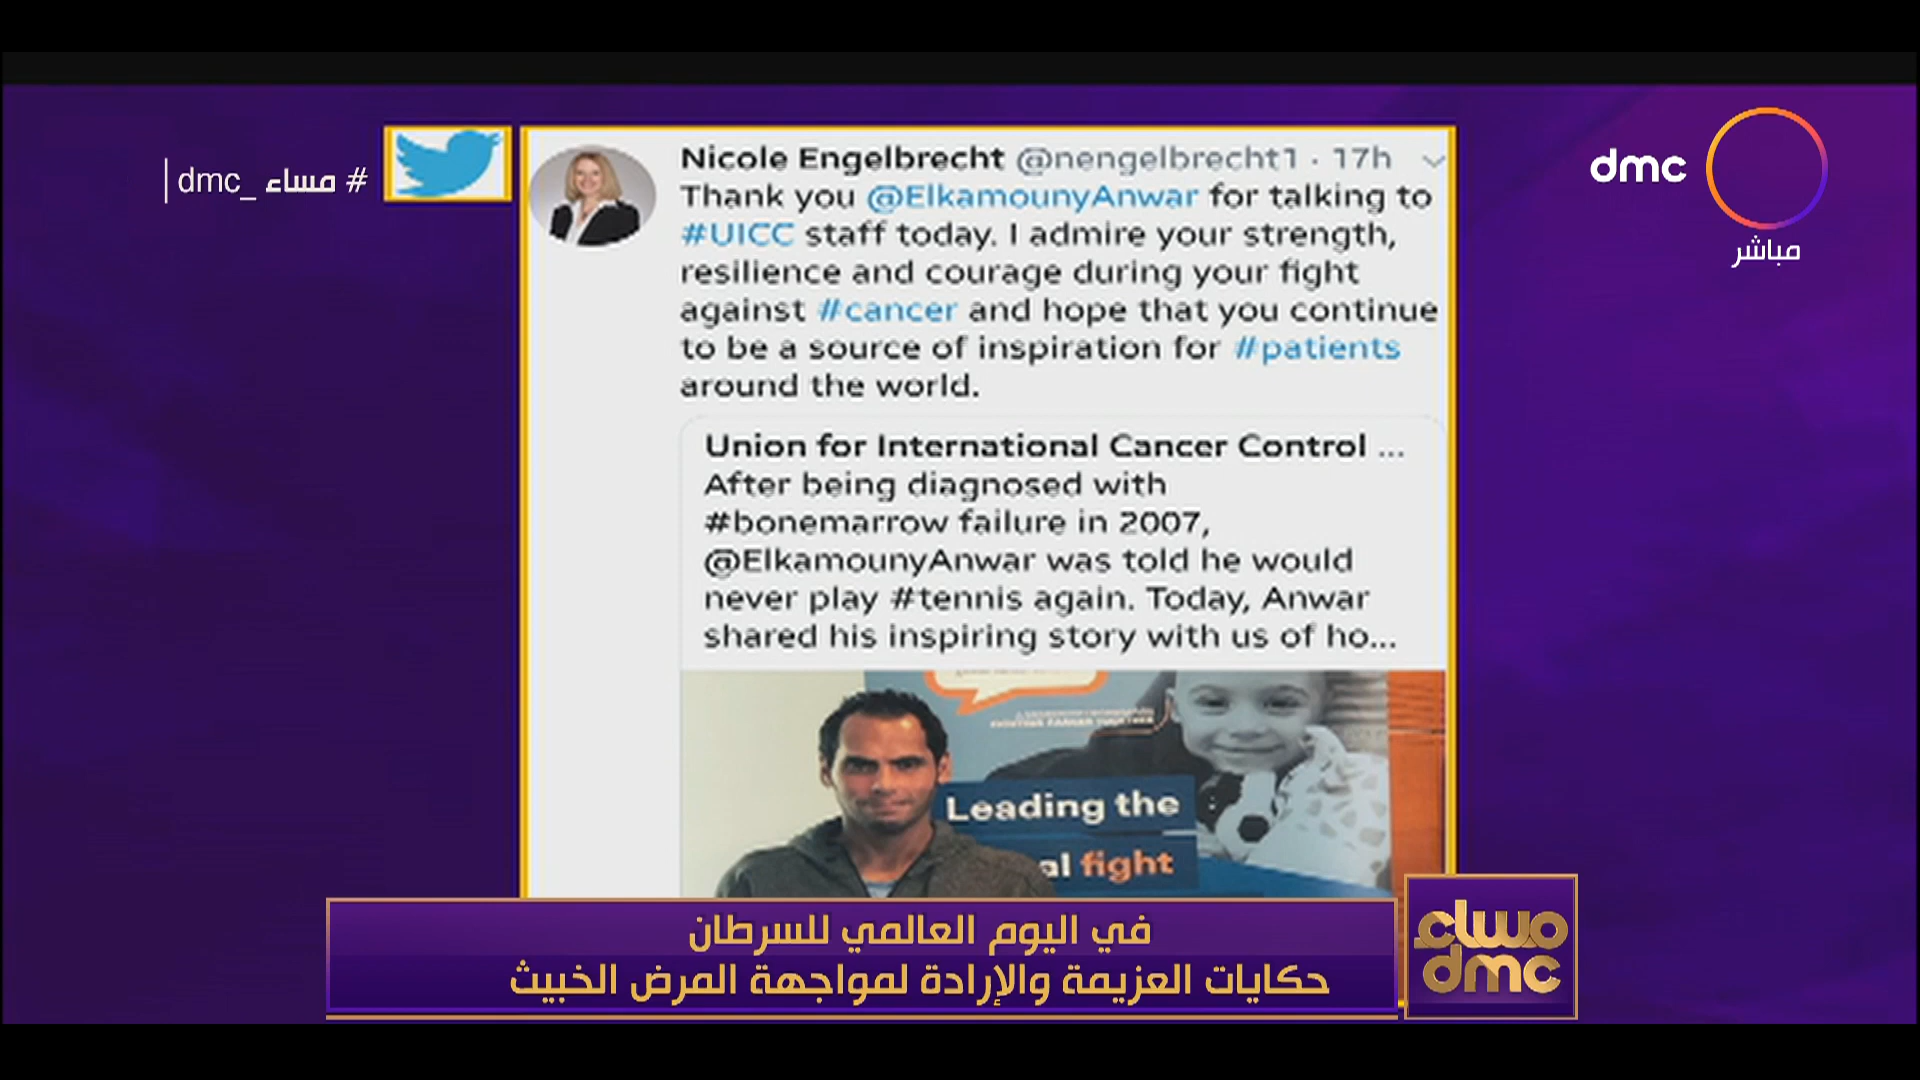 # مساء _dmc
Nicole Engelbrecht @nengelbrecht1 · 17h
Thank you @ElkamounyAnwar for talking to
#UICC staff today. I admire your strength,
resilience and courage during your fight
against #cancer and hope that you continue
to be a source of inspiration for #patients
around the world.
Union for International Cancer Control ...
After being diagnosed with
#bonemarrow failure in 2007,
@ElkamounyAnwar was told he would
never play #tennis again. Today, Anwar
shared his inspiring story with us of ho...
Leading the
al fight
dmc
مباشر
في اليوم العالمي للسرطان
حكايات العزيمة والإرادة لمواجهة المرض الخبيث
مساء
dmc